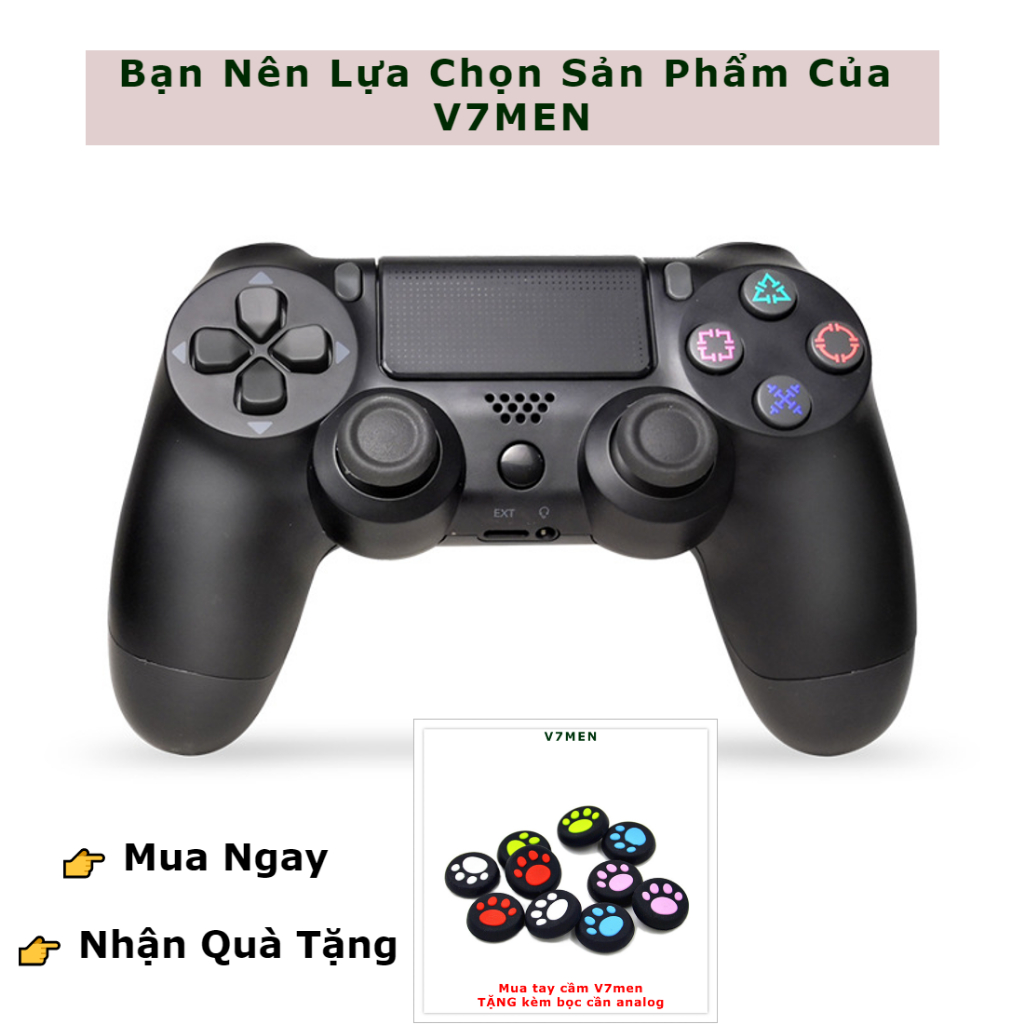 Bạn Nên Lựa Chọn Sản Phẩm Của
V7MEN
EXT
Mua Ngay
Nhận Quà Tặng
V7MEN
Mua tay cầm V7men
TẶNG kèm bọc cần analog